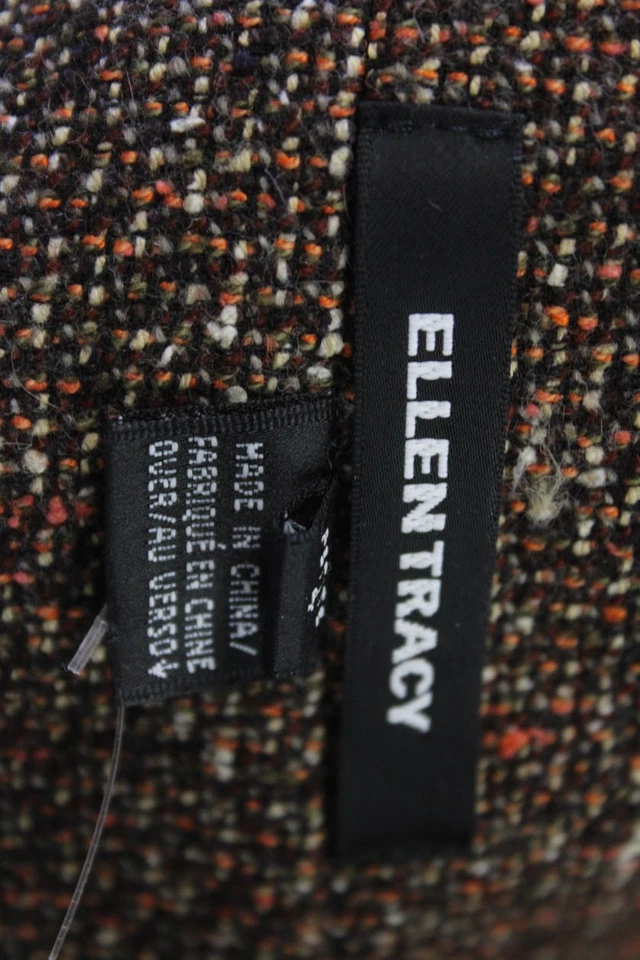 ELLEN TRACY
MADE IN CHINA/
FABRIQUÉ EN CHINE
OVER/AU VERSO